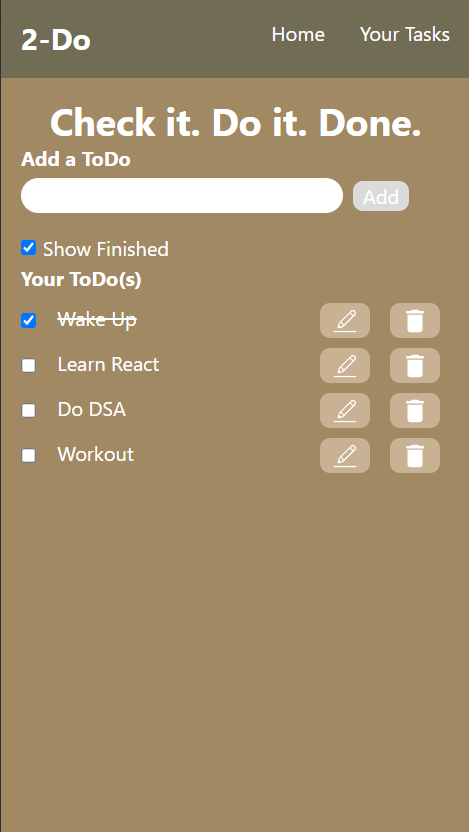 2-Do Home Your Tasks
Check it. Do it. Done.
Add a ToDo
Add
Show Finished
Your ToDo(s)
Wake Up
Learn React
Do DSA
Workout